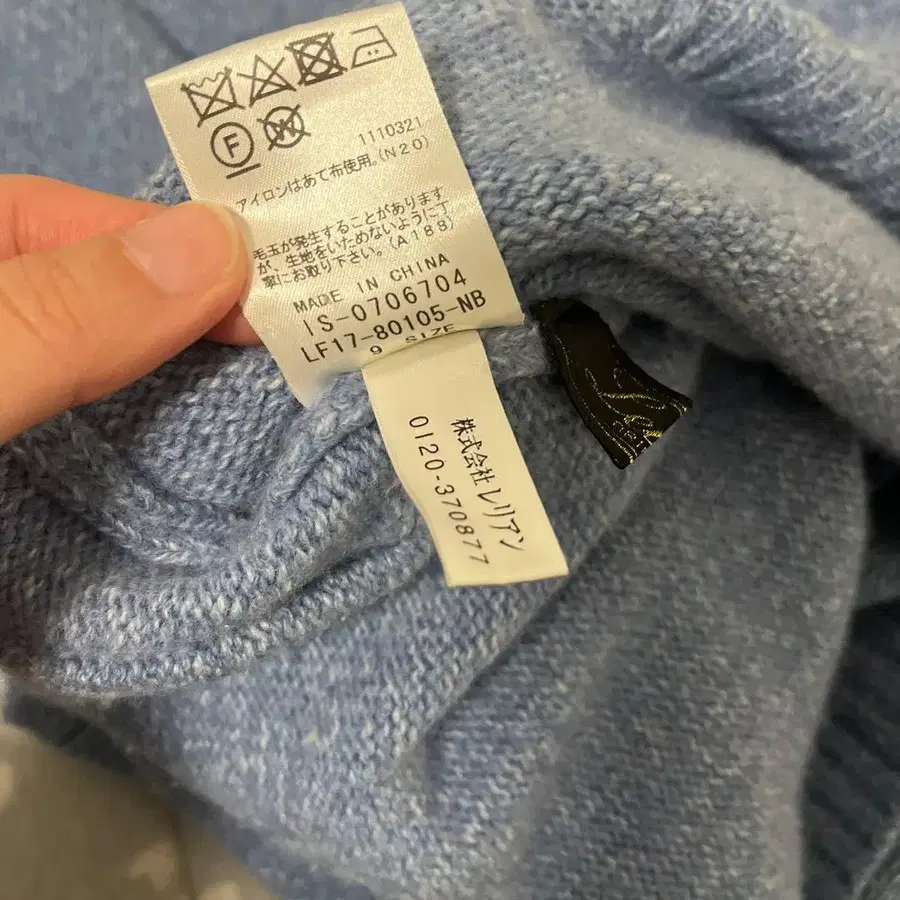 F W
1110321
アイロンはあて布使用。(N20)
毛玉が発生することがあります
が、生地をいためないように丁
寧にお取り下さい。(A188)
MADE IN CHINA
IS-0706704
LF17-80105-NB
9 SIZE
株式会社レリアン
0120-370877